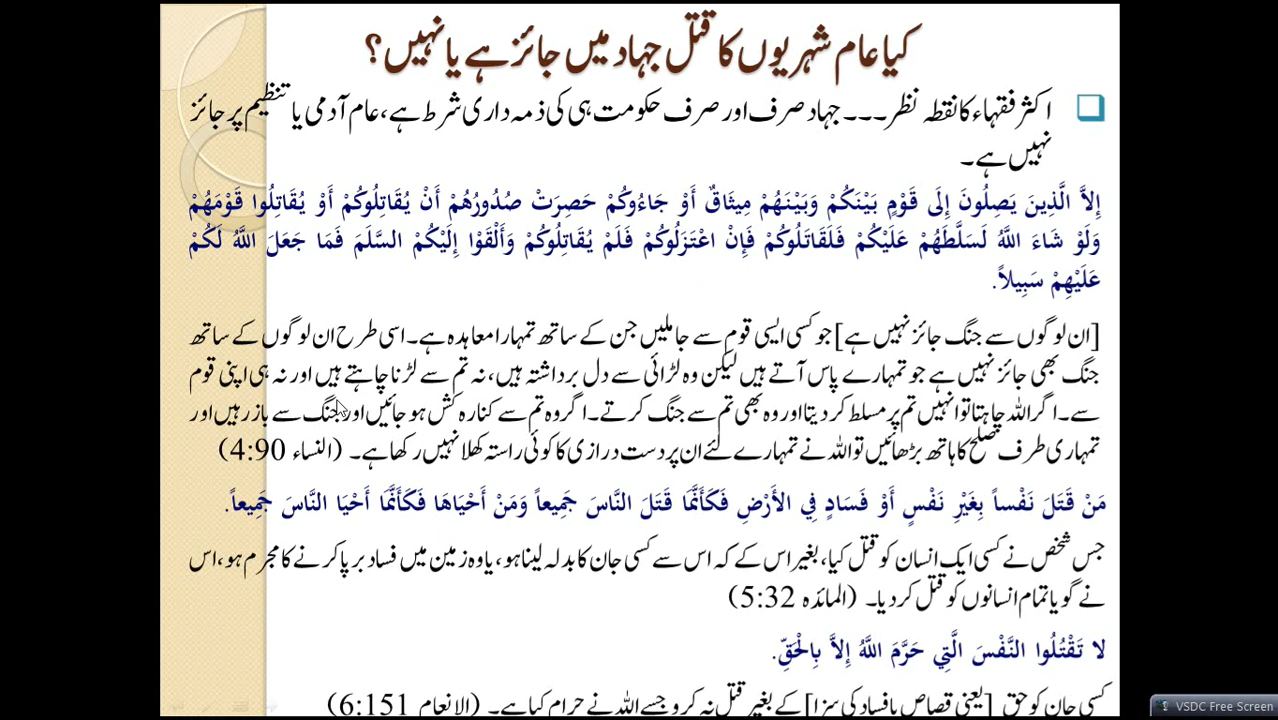 کیا عام شہریوں کا قتل جہاد میں جائز ہے یا نہیں؟
اکثر فقہاء کا نقطہ نظر۔۔۔ جہاد صرف اور صرف حکومت ہی کی ذمہ داری شرط ہے، عام آدمی یا تنظیم پر جائز
نہیں ہے۔
إِلاَّ الَّذِينَ يَصِلُونَ إِلَى قَوْمٍ بَيْنَكُمْ وَبَيْنَهُمْ مِيثَاقٌ أَوْ جَاءُوكُمْ حَصِرَتْ صُدُورُهُمْ أَنْ يُقَاتِلُوكُمْ أَوْ يُقَاتِلُوا قَوْمَهُمْ
وَلَوْ شَاءَ اللَّهُ لَسَلَّطَهُمْ عَلَيْكُمْ فَلَقَاتَلُوكُمْ فَإِنْ اعْتَزَلُوكُمْ فَلَمْ يُقَاتِلُوكُمْ وَأَلْقَوْا إِلَيْكُمْ السَّلَمَ فَمَا جَعَلَ اللَّهُ لَكُمْ
عَلَيْهِمْ سَبِيلاً.
[ان لوگوں سے جنگ جائز نہیں ہے] جو کسی ایسی قوم سے جا ملیں جن کے ساتھ تمہارا معاہدہ ہے۔ اسی طرح ان لوگوں کے ساتھ
جنگ بھی جائز نہیں ہے جو تمہارے پاس آتے ہیں لیکن وہ لڑائی سے دل برداشتہ ہیں، نہ تم سے لڑنا چاہتے ہیں اور نہ ہی اپنی قوم
سے۔ اگر اللہ چاہتا تو انہیں تم پر مسلط کر دیتا اور وہ بھی تم سے جنگ کرتے۔ اگر وہ تم سے کنارہ کش ہو جائیں اور جنگ سے باز رہیں اور
تمہاری طرف صلح کا ہاتھ بڑھائیں تو اللہ نے تمہارے لئے ان پر دست درازی کا کوئی راستہ کھلا نہیں رکھا ہے۔ (النساء 4:90)
مَنْ قَتَلَ نَفْساً بِغَيْرِ نَفْسٍ أَوْ فَسَادٍ فِي الأَرْضِ فَكَأَنَّمَا قَتَلَ النَّاسَ جَمِيعاً وَمَنْ أَحْيَاهَا فَكَأَنَّمَا أَحْيَا النَّاسَ جَمِيعاً.
جس شخص نے کسی ایک انسان کو قتل کیا، بغیر اس کے کہ اس سے کسی جان کا بدلہ لینا ہو، یا وہ زمین میں فساد برپا کرنے کا مجرم ہو، اس
نے گویا تمام انسانوں کو قتل کر دیا۔ (المائدہ 5:32)
لا تَقْتُلُوا النَّفْسَ الَّتِي حَرَّمَ اللَّهُ إِلاَّ بِالْحَقِّ.
کسی جان کو حق [یعنی قصاص یا فساد کی سزا] کے بغیر قتل نہ کرو جسے اللہ نے حرام کیا ہے۔ (الانعام 6:151)
VSDC Free Screen